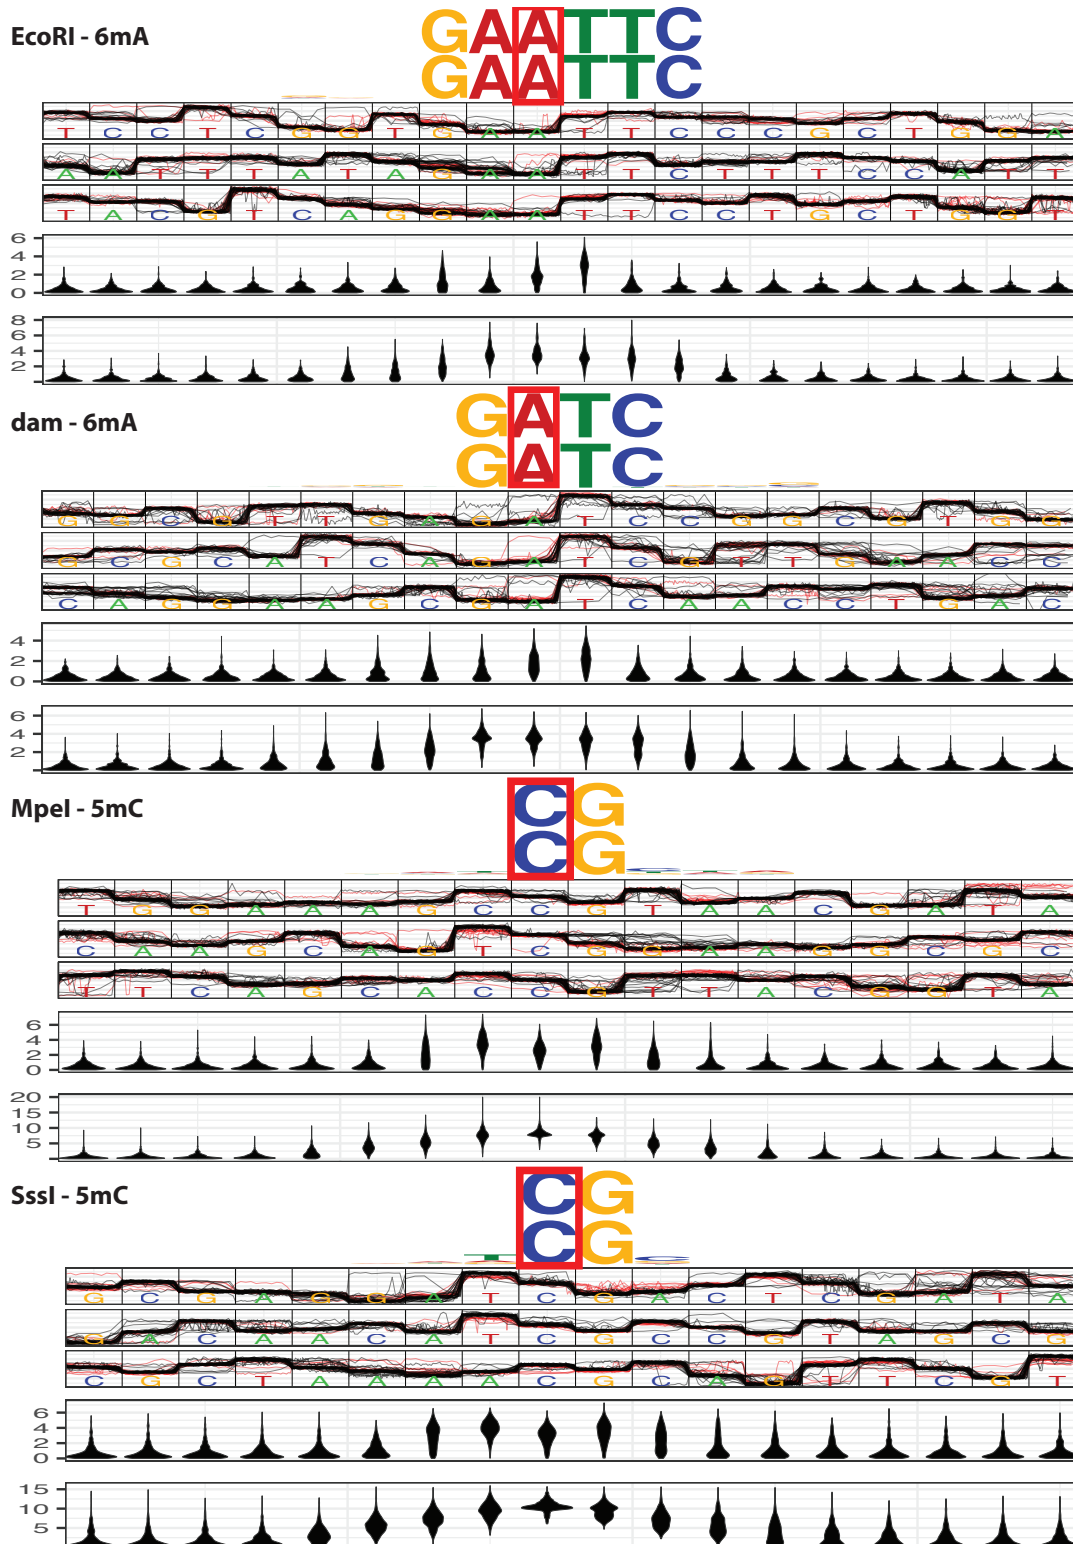 EcoRI - 6mA
GAATTC
GAATTC
T C C T C G G T G A A T T C C C G C T G G A
A A T T T A T A G A A T T C T T T C C A T T
T A C G T C A G G A A T T C C T G C T G G T
6
4
2
0
8
6
4
2
dam - 6mA
GATC
GATC
G G C G T T G A G A T C C G G C G T G G
G C G C A T C A G A T C G T T G A A C C
C A G G A A G C G A T C A A C C T G A C
4
2
0
6
4
2
MpeI - 5mC
CG
CG
T G G A A A G C C G T A A C G A T A
C A A G C A G T C G G A A G G C G C
T T C A G C A C C G T T A C G G T A
6
4
2
0
20
15
10
5
SssI - 5mC
CG
CG
G C G A G G A T C G A C T C G A T A
G A C A A C A T C G C C G T A G C G
C G C T A A A A C G C A G T T C G T
6
4
2
0
15
10
5